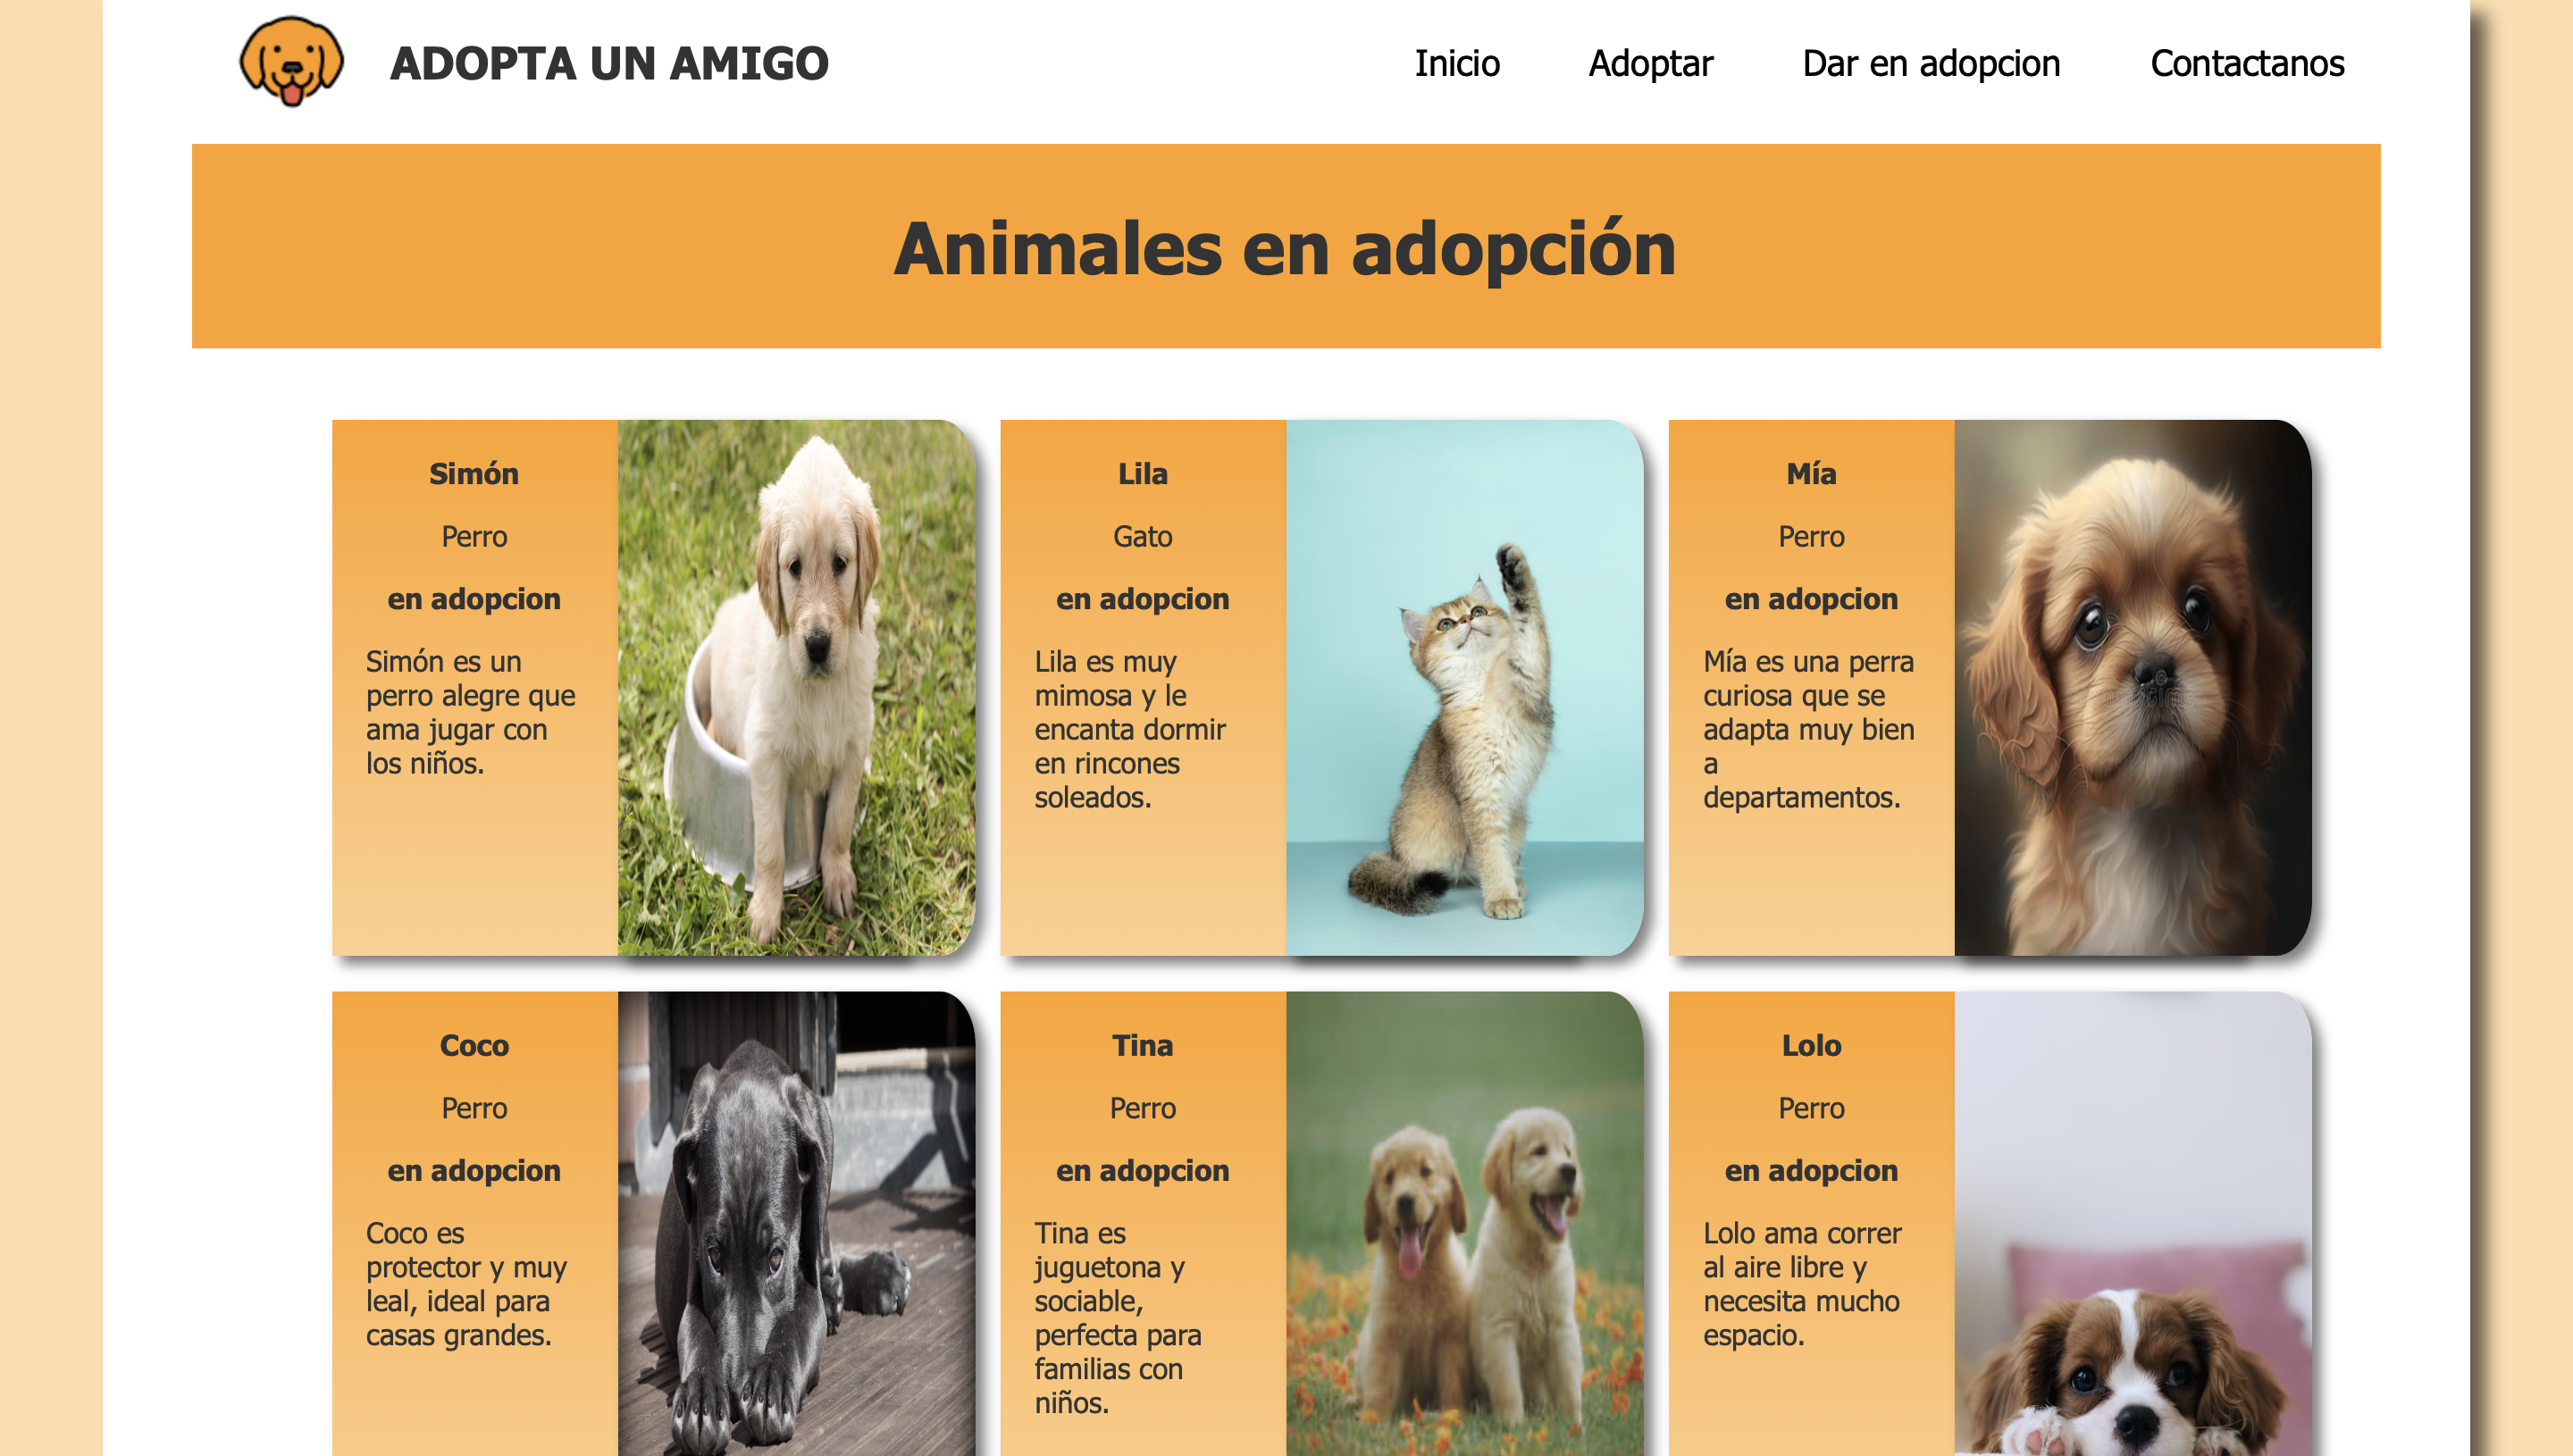 ADOPTA UN AMIGO
Inicio
Adoptar
Dar en adopcion
Contactanos
Animales en adopción
Simón
Perro
en adopcion
Simón es un
perro alegre que
ama jugar con
los niños.
Lila
Gato
en adopcion
Lila es muy
mimosa y le
encanta dormir
en rincones
soleados.
Mía
Perro
en adopcion
Mía es una perra
curiosa que se
adapta muy bien
a
departamentos.
Coco
Perro
en adopcion
Coco es
protector y muy
leal, ideal para
casas grandes.
Tina
Perro
en adopcion
Tina es
juguetona y
sociable,
perfecta para
familias con
niños.
Lolo
Perro
en adopcion
Lolo ama correr
al aire libre y
necesita mucho
espacio.